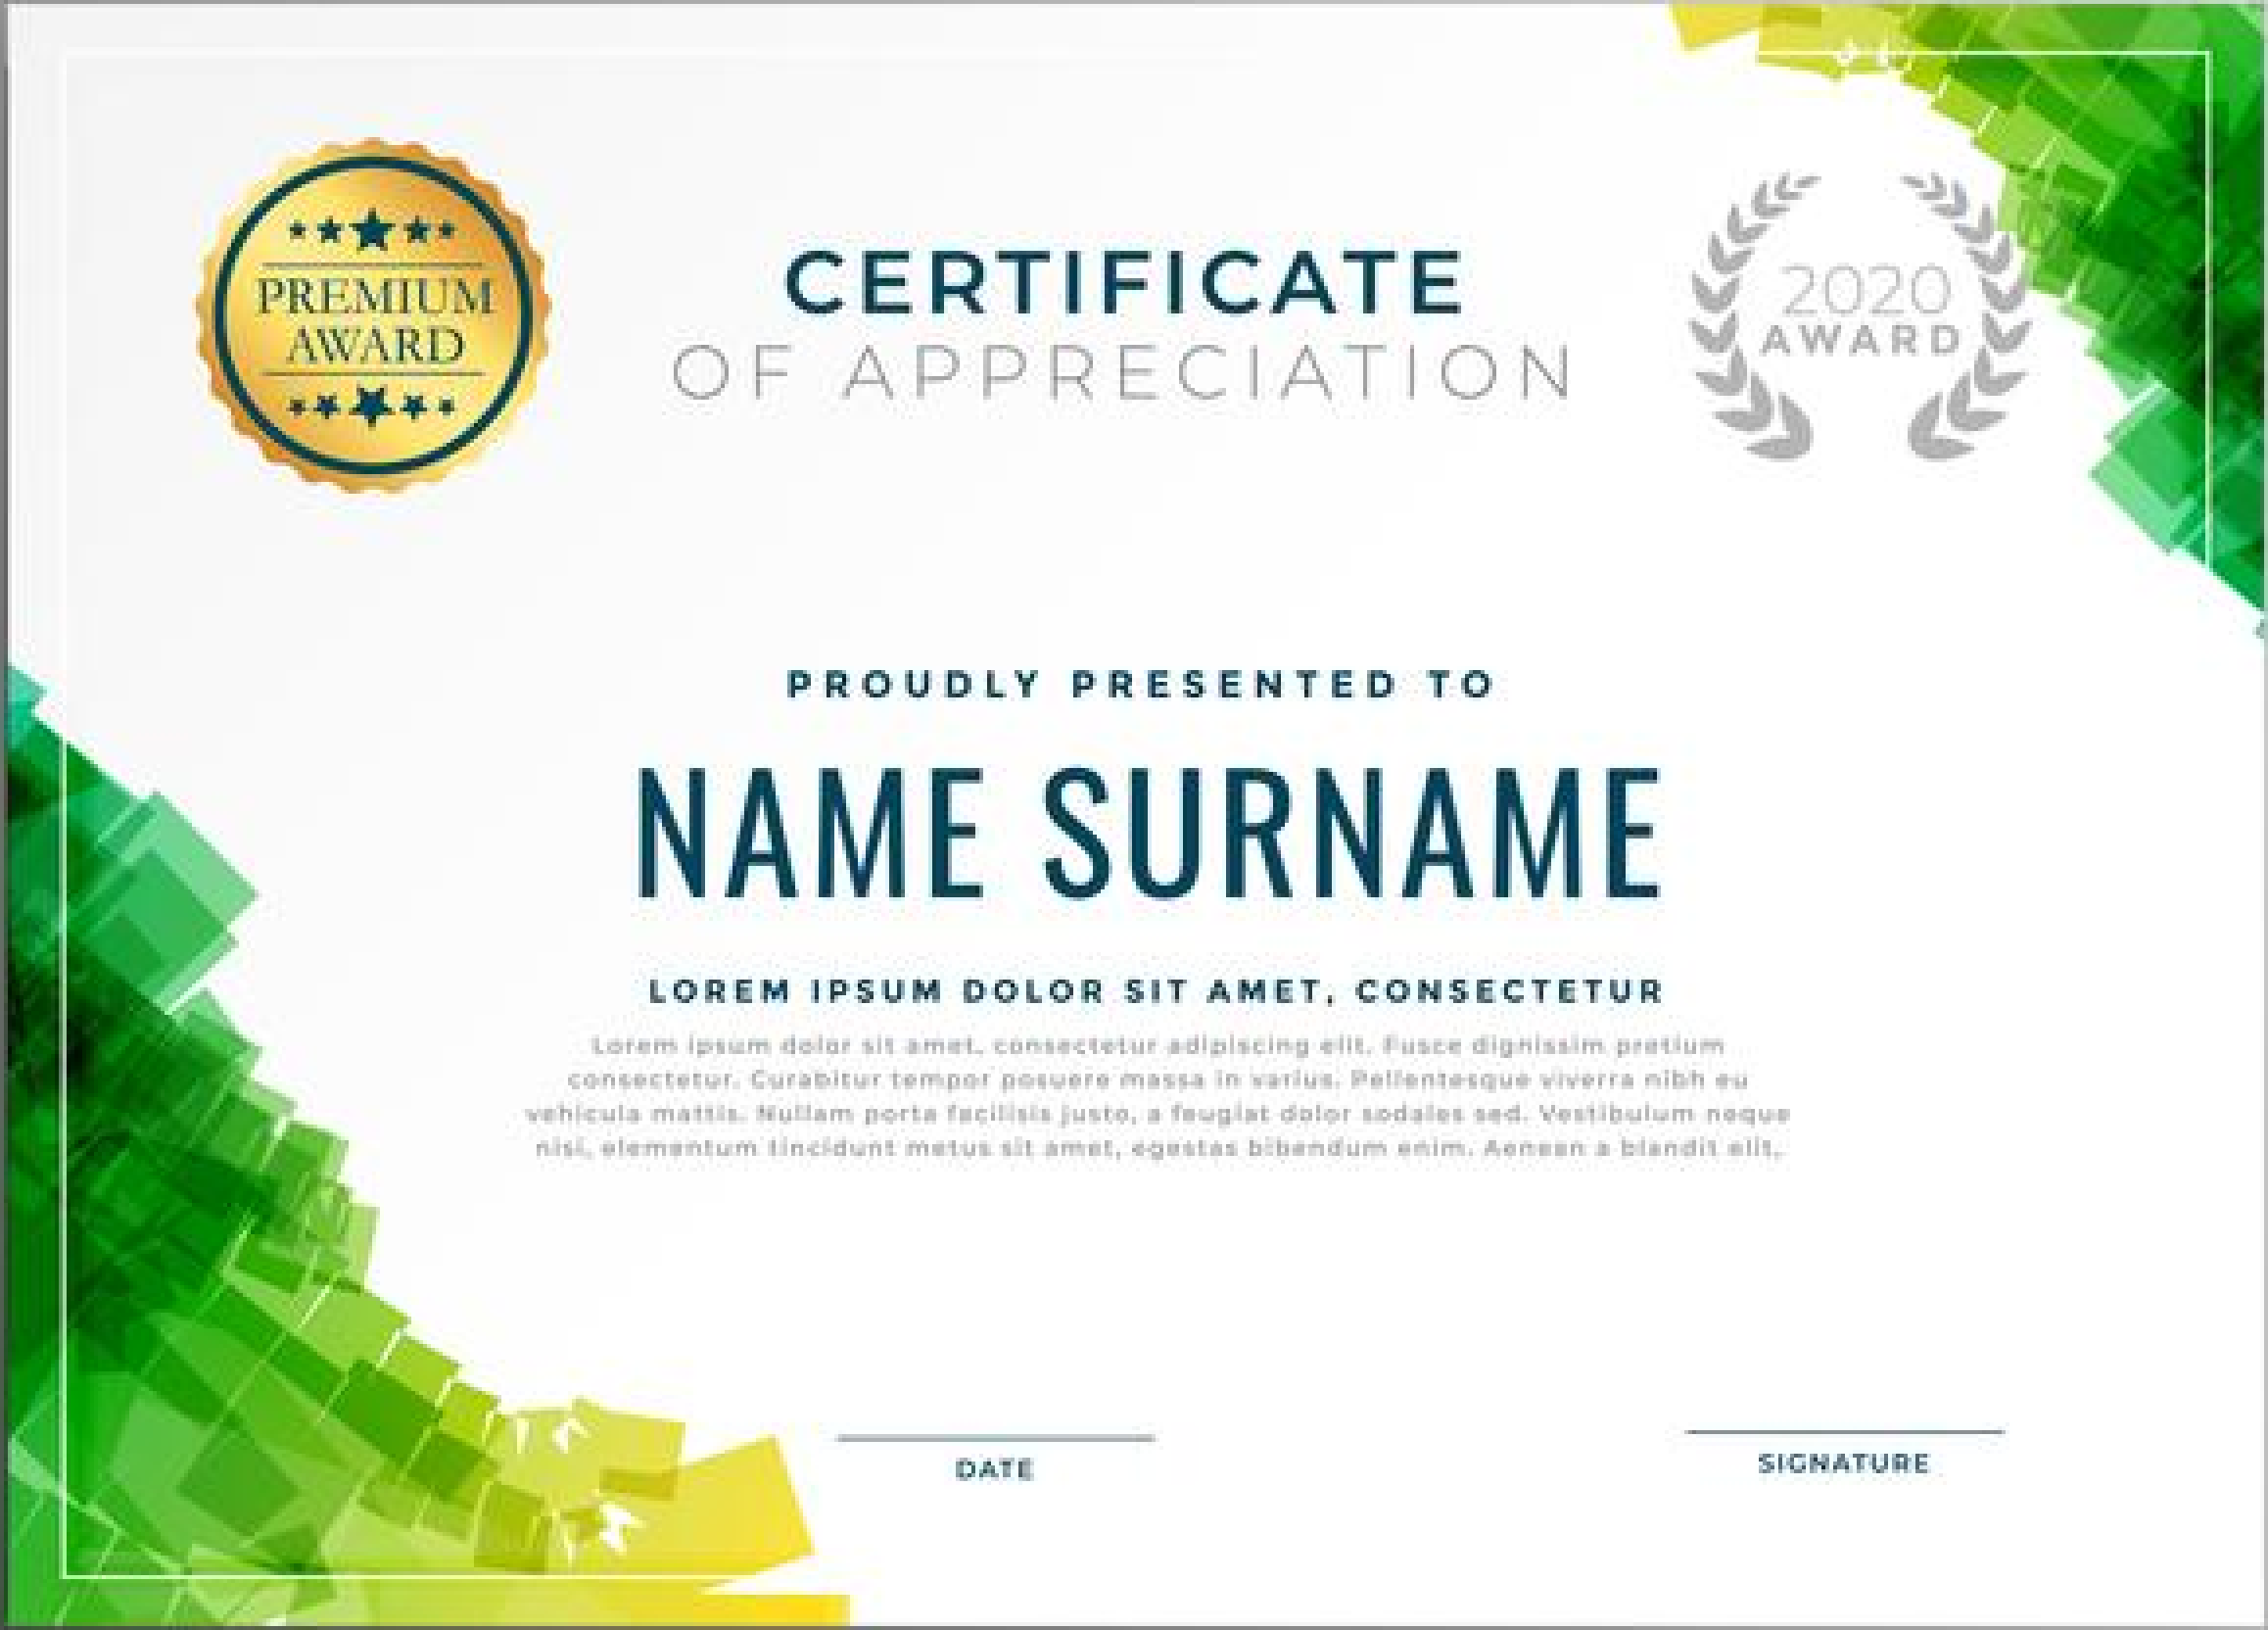 PREMIUM
AWARD
CERTIFICATE
OF APPRECIATION
2020
AWARD
PROUDLY PRESENTED TO
NAME SURNAME
LOREM IPSUM DOLOR SIT AMET, CONSECTETUR
Lorem ipsum dolor sit amet, consectetur adipiscing elit. Fusce dignissim pretium
consectetur. Curabitur tempor posuere massa in varius. Pellentesque viverra nibh eu
vehicula mattis. Nullam porta facilisis justo, a feugiat dolor sodales sed. Vestibulum neque
nisi, elementum tincidunt metus sit amet, egestas bibendum enim. Aenean a blandit elit.
DATE
SIGNATURE